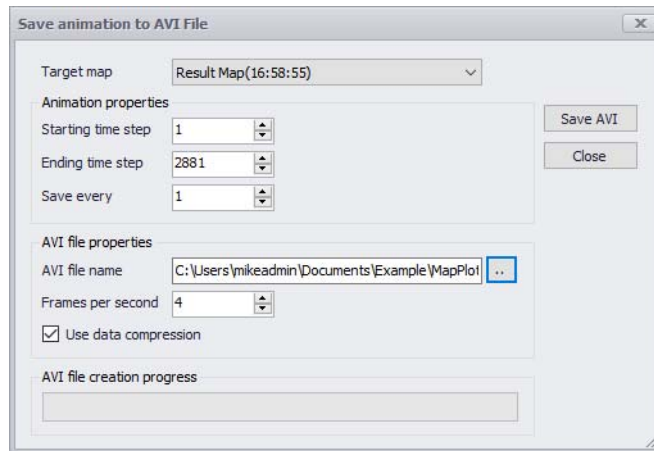 Save animation to AVI File
Target map Result Map(16:58:55)
Animation properties
Starting time step 1
Save AVI
Ending time step 2881
Close
Save every 1
AVI file properties
AVI file name C:\Users\mikeadmin\Documents\Example\MapPlot ..
Frames per second 4
Use data compression
AVI file creation progress